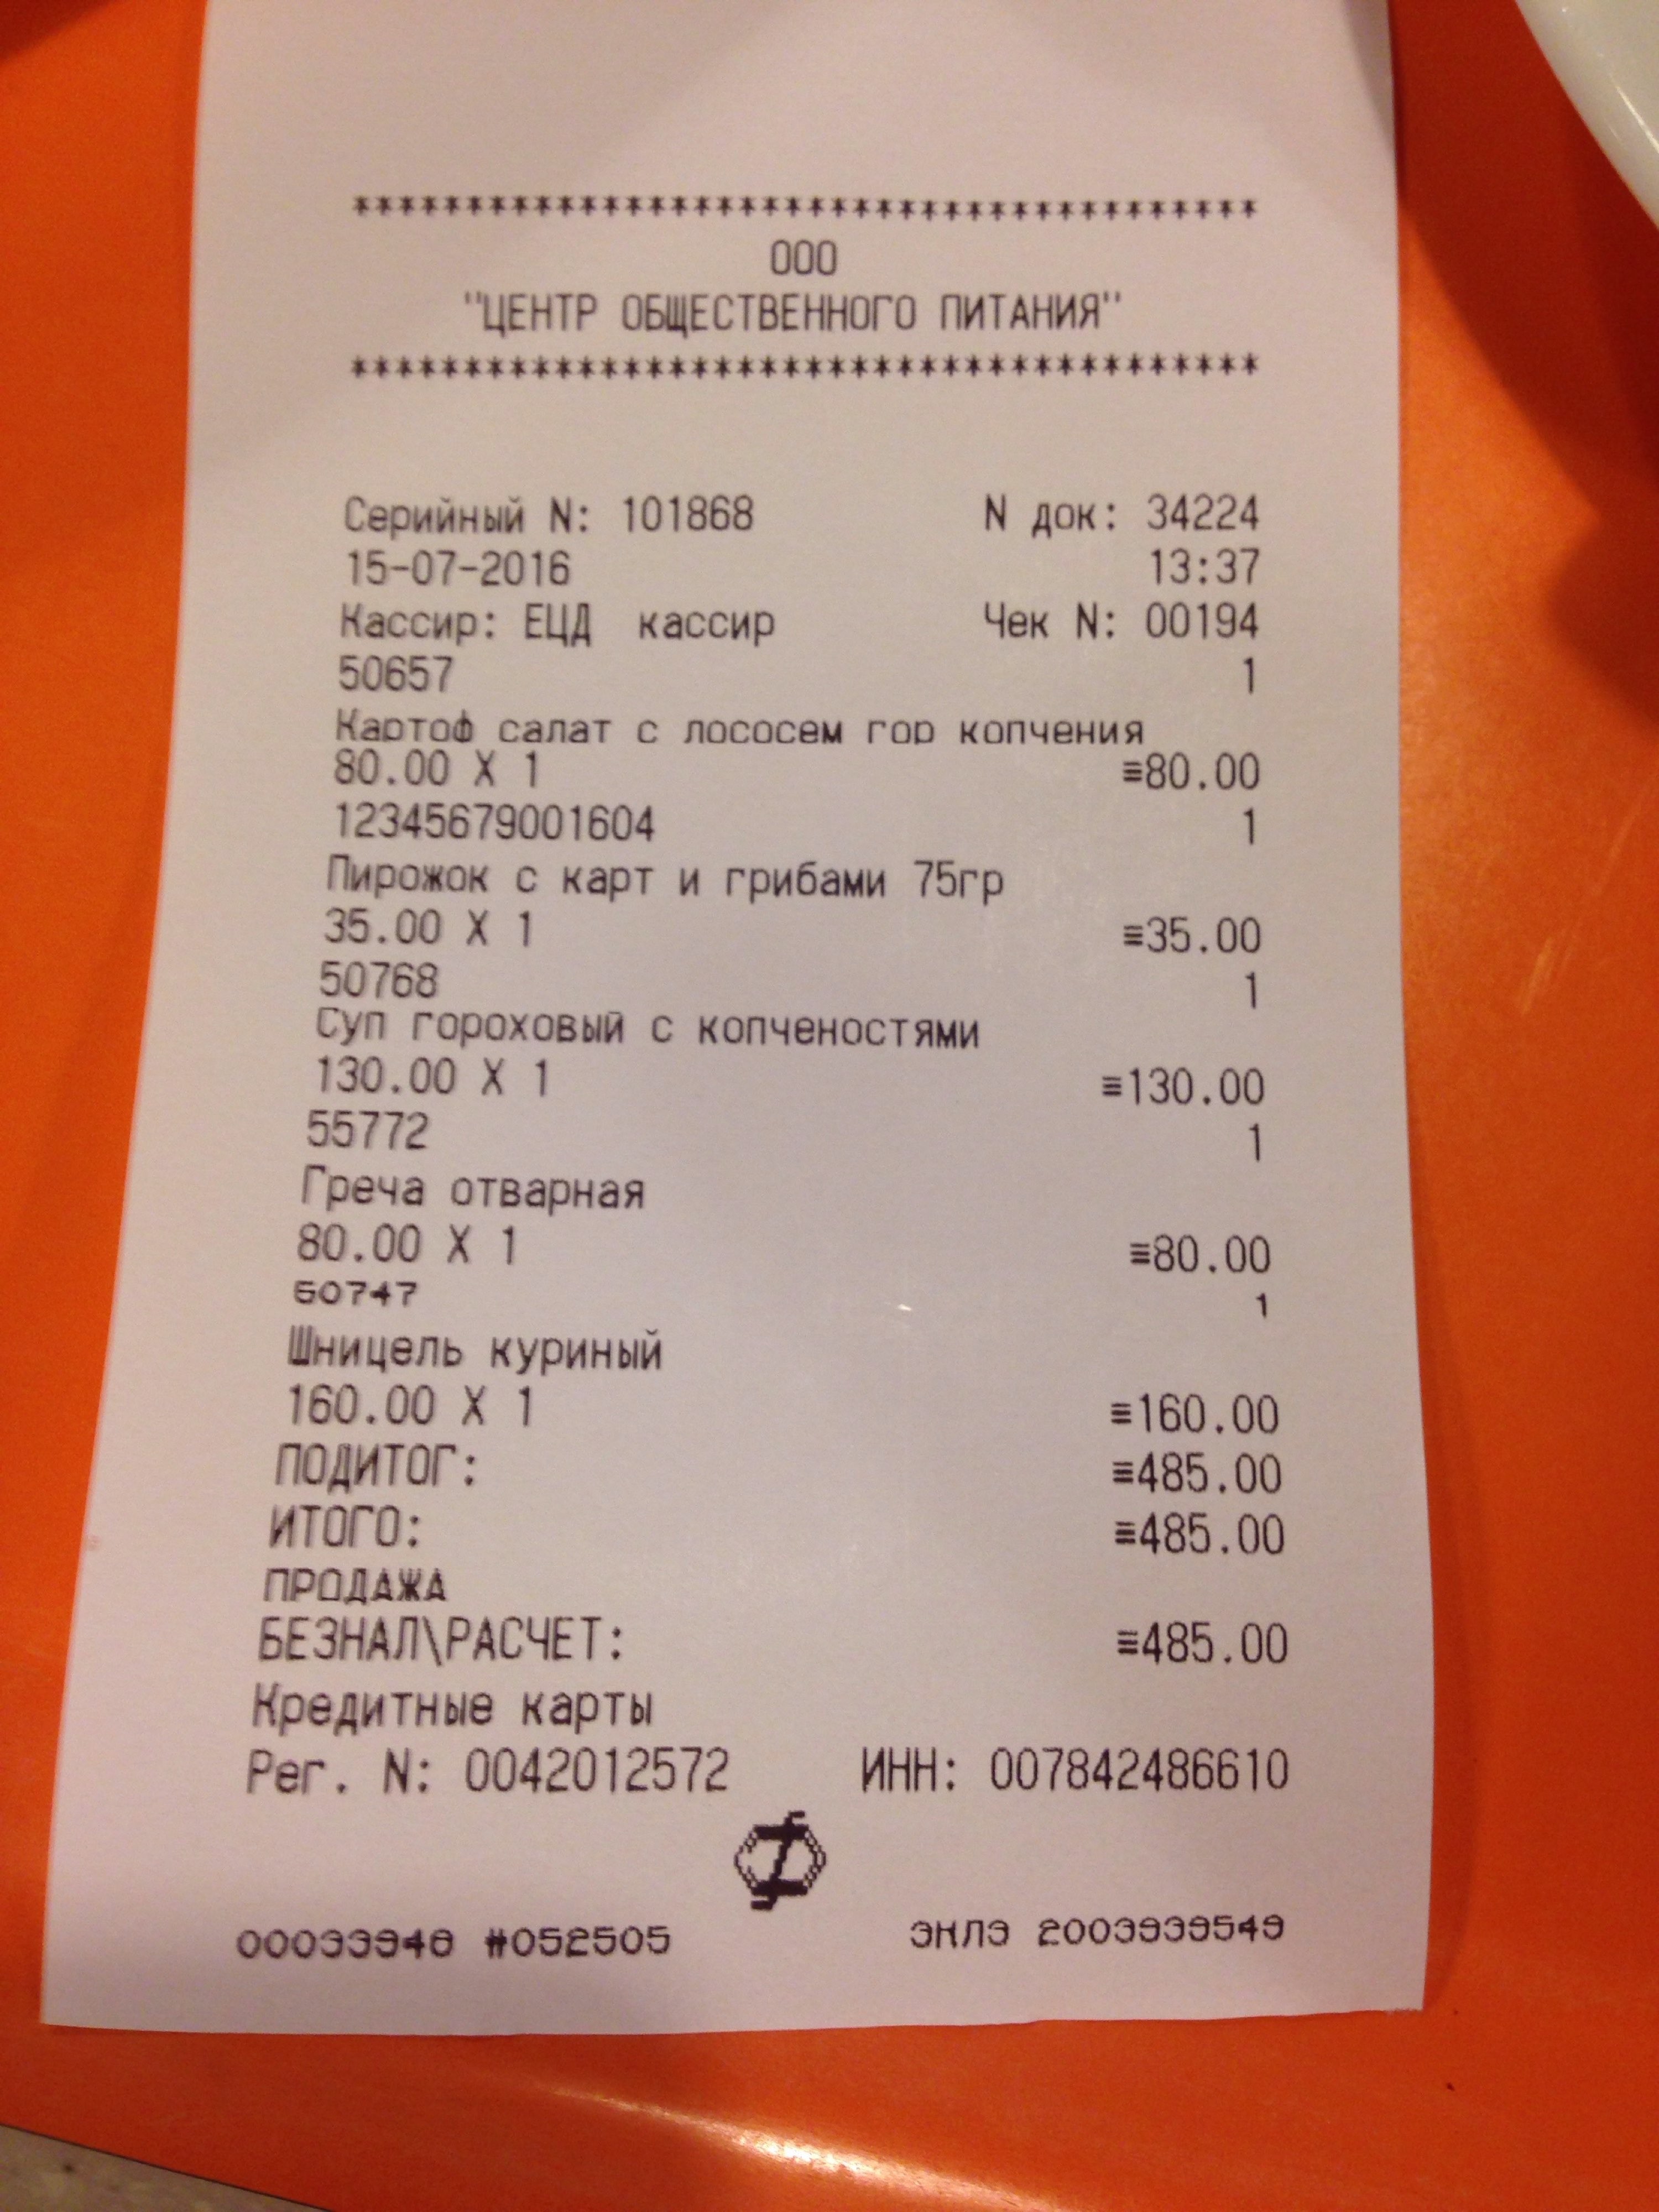 ****************************************
ООО
"ЦЕНТР ОБЩЕСТВЕННОГО ПИТАНИЯ"
****************************************
Серийный N: 101868 N док: 34224
15-07-2016 13:37
Кассир: ЕЦД кассир Чек N: 00194
50657 1
Картоф салат с лососем гор копчения
80.00 X 1 ≡80.00
12345679001604 1
Пирожок с карт и грибами 75гр
35.00 X 1 ≡35.00
50768 1
Суп гороховый с копченостями
130.00 X 1 ≡130.00
55772 1
Греча отварная
80.00 X 1 ≡80.00
50747 1
Шницель куриный
160.00 X 1 ≡160.00
ПОДИТОГ: ≡485.00
ИТОГО: ≡485.00
ПРОДАЖА
БЕЗНАЛ\РАСЧЕТ: ≡485.00
Кредитные карты
Рег. N: 0042012572 ИНН: 007842486610
00033948 #052505 ЭКЛЗ 2003939549